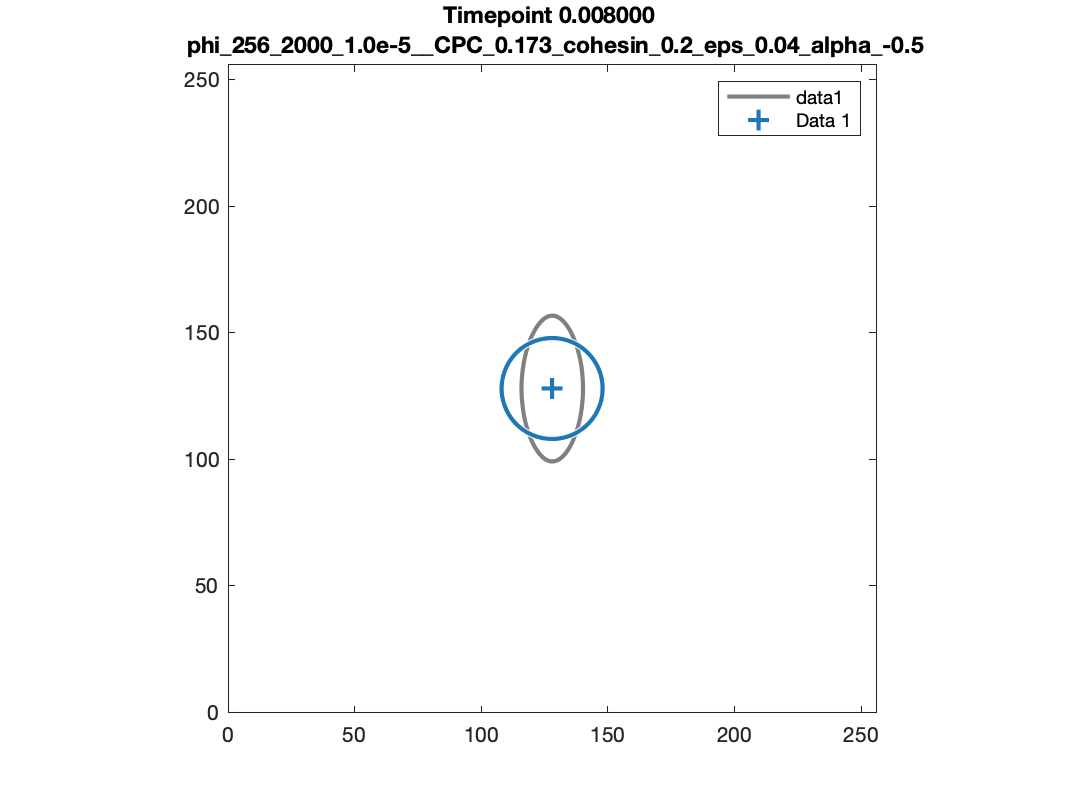 Timepoint 0.008000
phi_256_2000_1.0e-5__CPC_0.173_cohesin_0.2_eps_0.04_alpha_-0.5
data1
Data 1
250
200
150
100
50
0
0 50 100 150 200 250